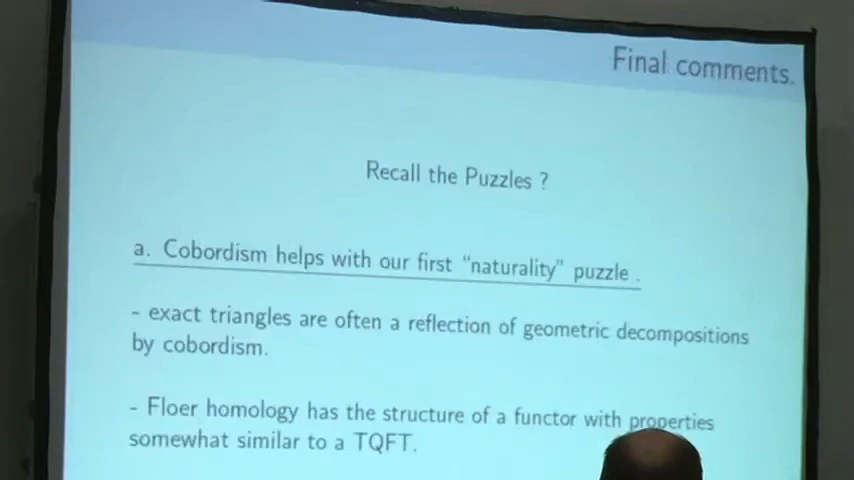 Final comments.
Recall the Puzzles ?
a. Cobordism helps with our first “naturality” puzzle .
- exact triangles are often a reflection of geometric decompositions
by cobordism.
- Floer homology has the structure of a functor with properties
somewhat similar to a TQFT.